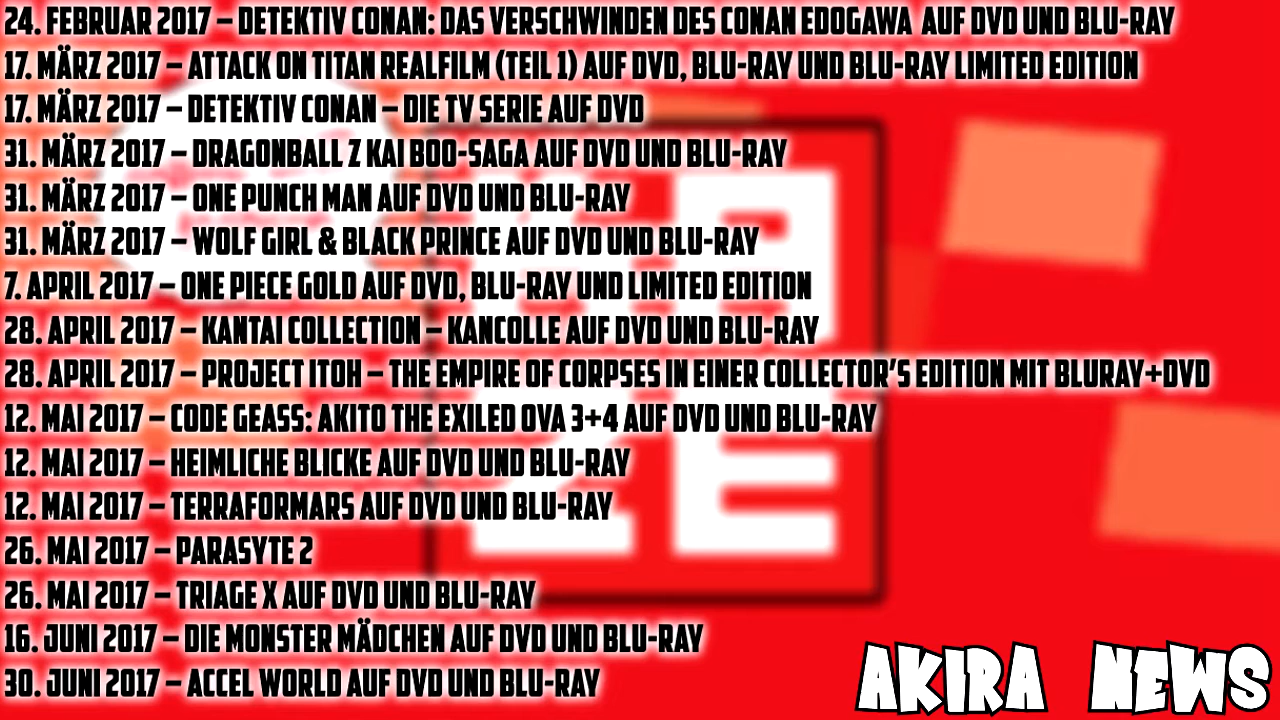 24. FEBRUAR 2017 – DETEKTIV CONAN: DAS VERSCHWINDEN DES CONAN EDOGAWA AUF DVD UND BLU-RAY
17. MÄRZ 2017 – ATTACK ON TITAN REALFILM (TEIL 1) AUF DVD, BLU-RAY UND BLU-RAY LIMITED EDITION
17. MÄRZ 2017 – DETEKTIV CONAN – DIE TV SERIE AUF DVD
31. MÄRZ 2017 – DRAGONBALL Z KAI BOO-SAGA AUF DVD UND BLU-RAY
31. MÄRZ 2017 – ONE PUNCH MAN AUF DVD UND BLU-RAY
31. MÄRZ 2017 – WOLF GIRL & BLACK PRINCE AUF DVD UND BLU-RAY
7. APRIL 2017 – ONE PIECE GOLD AUF DVD, BLU-RAY UND LIMITED EDITION
28. APRIL 2017 – KANTAI COLLECTION – KANCOLLE AUF DVD UND BLU-RAY
28. APRIL 2017 – PROJECT ITOH – THE EMPIRE OF CORPSES IN EINER COLLECTOR’S EDITION MIT BLURAY+DVD
12. MAI 2017 – CODE GEASS: AKITO THE EXILED OVA 3+4 AUF DVD UND BLU-RAY
12. MAI 2017 – HEIMLICHE BLICKE AUF DVD UND BLU-RAY
12. MAI 2017 – TERRAFORMARS AUF DVD UND BLU-RAY
26. MAI 2017 – PARASYTE 2
26. MAI 2017 – TRIAGE X AUF DVD UND BLU-RAY
16. JUNI 2017 – DIE MONSTER MÄDCHEN AUF DVD UND BLU-RAY
30. JUNI 2017 – ACCEL WORLD AUF DVD UND BLU-RAY
AKIRA NEWS